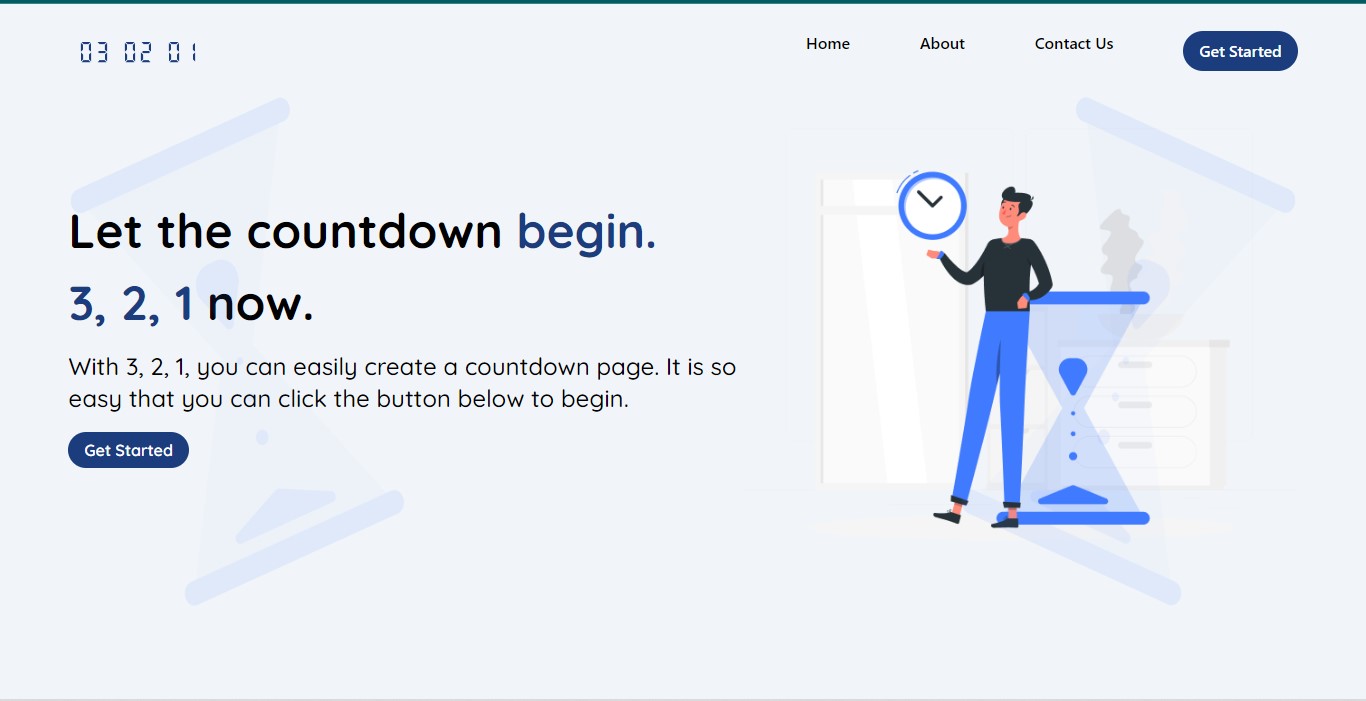 03 02 01
Home
About
Contact Us
Get Started
Let the countdown begin.
3, 2, 1 now.
With 3, 2, 1, you can easily create a countdown page. It is so
easy that you can click the button below to begin.
Get Started